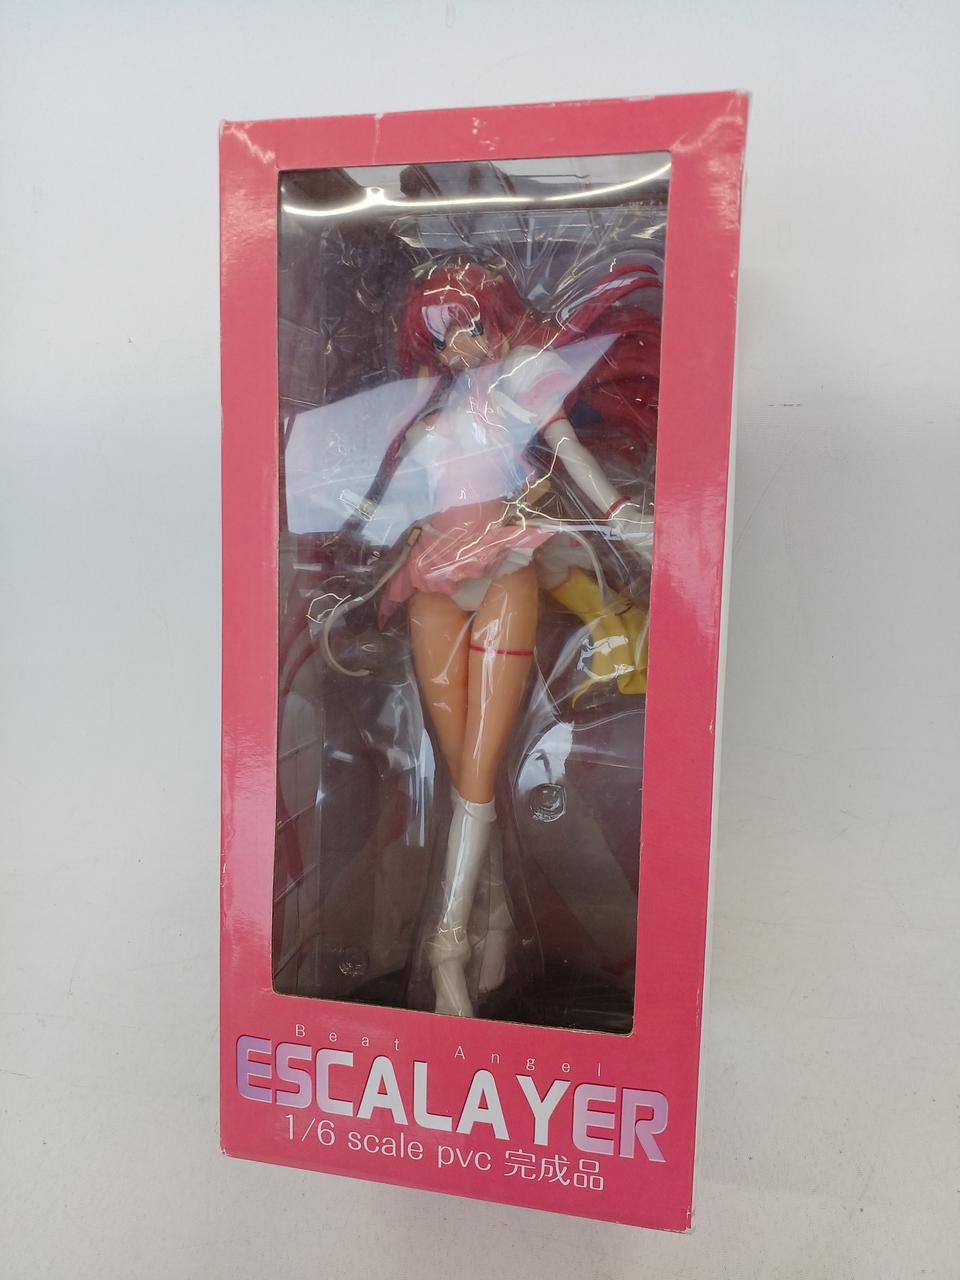 Beat Angel
ESCALAYER
1/6 scale pvc 完成品